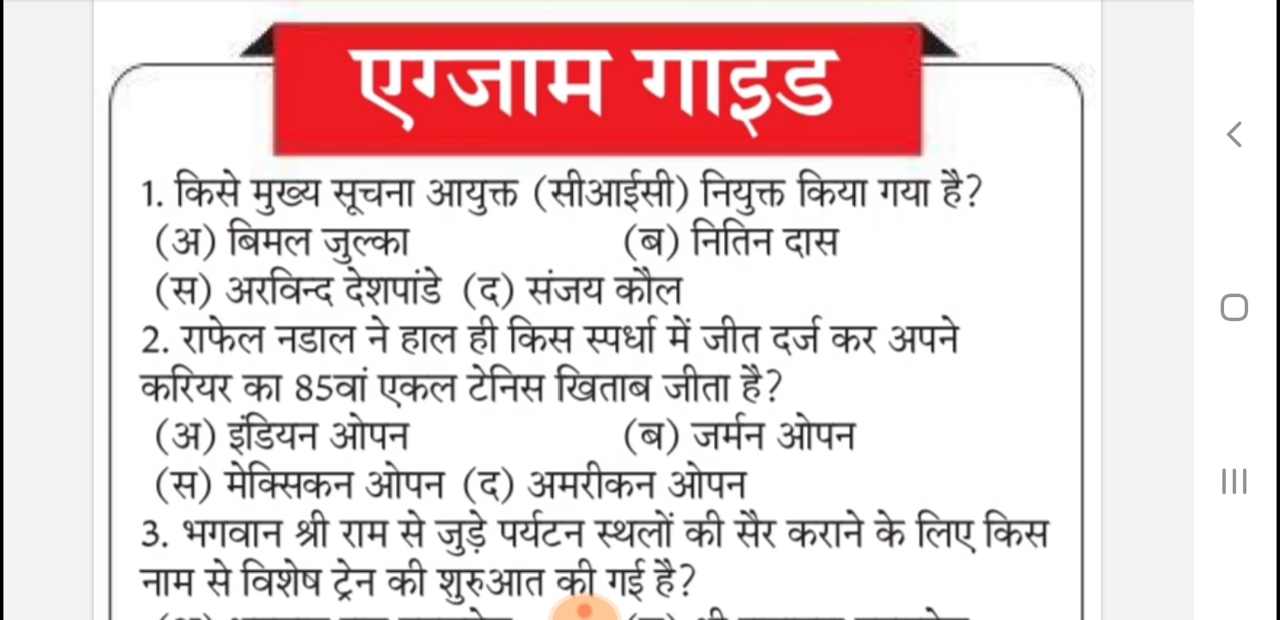 एग्जाम गाइड
1. किसे मुख्य सूचना आयुक्त (सीआईसी) नियुक्त किया गया है?
(अ) बिमल जुल्का (ब) नितिन दास
(स) अरविन्द देशपांडे (द) संजय कौल
2. राफेल नडाल ने हाल ही किस स्पर्धा में जीत दर्ज कर अपने
करियर का 85वां एकल टेनिस खिताब जीता है?
(अ) इंडियन ओपन (ब) जर्मन ओपन
(स) मेक्सिकन ओपन (द) अमरीकन ओपन
3. भगवान श्री राम से जुड़े पर्यटन स्थलों की सैर कराने के लिए किस
नाम से विशेष ट्रेन की शुरुआत की गई है?